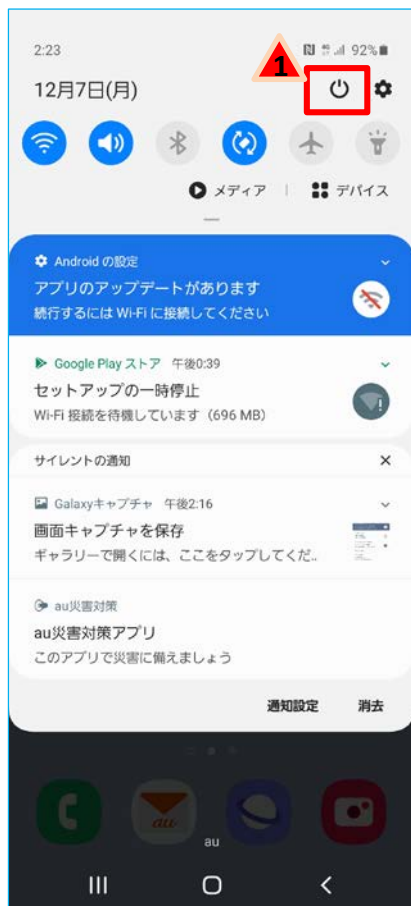 2:23 92%
1
12月7日(月)
メディア | デバイス
Android の設定
アプリのアップデートがあります
続行するには Wi-Fi に接続してください
Google Play ストア 午後0:39
セットアップの一時停止
Wi-Fi 接続を待機しています (696 MB)
サイレントの通知
Galaxyキャプチャ 午後2:16
画面キャプチャを保存
ギャラリーで開くには、ここをタップしてくだ..
au災害対策
au災害対策アプリ
このアプリで災害に備えましょう
通知設定 消去
au
au